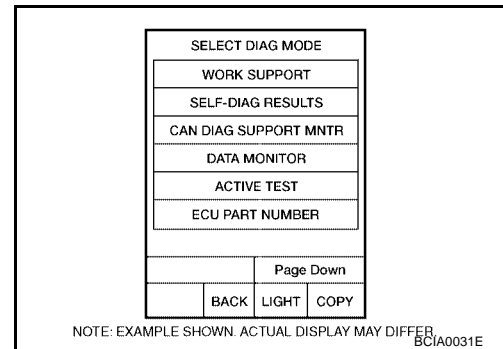 SELECT DIAG MODE
WORK SUPPORT
SELF-DIAG RESULTS
CAN DIAG SUPPORT MNTR
DATA MONITOR
ACTIVE TEST
ECU PART NUMBER
Page Down
BACK LIGHT COPY
NOTE: EXAMPLE SHOWN. ACTUAL DISPLAY MAY DIFFER.
BCIA0031E